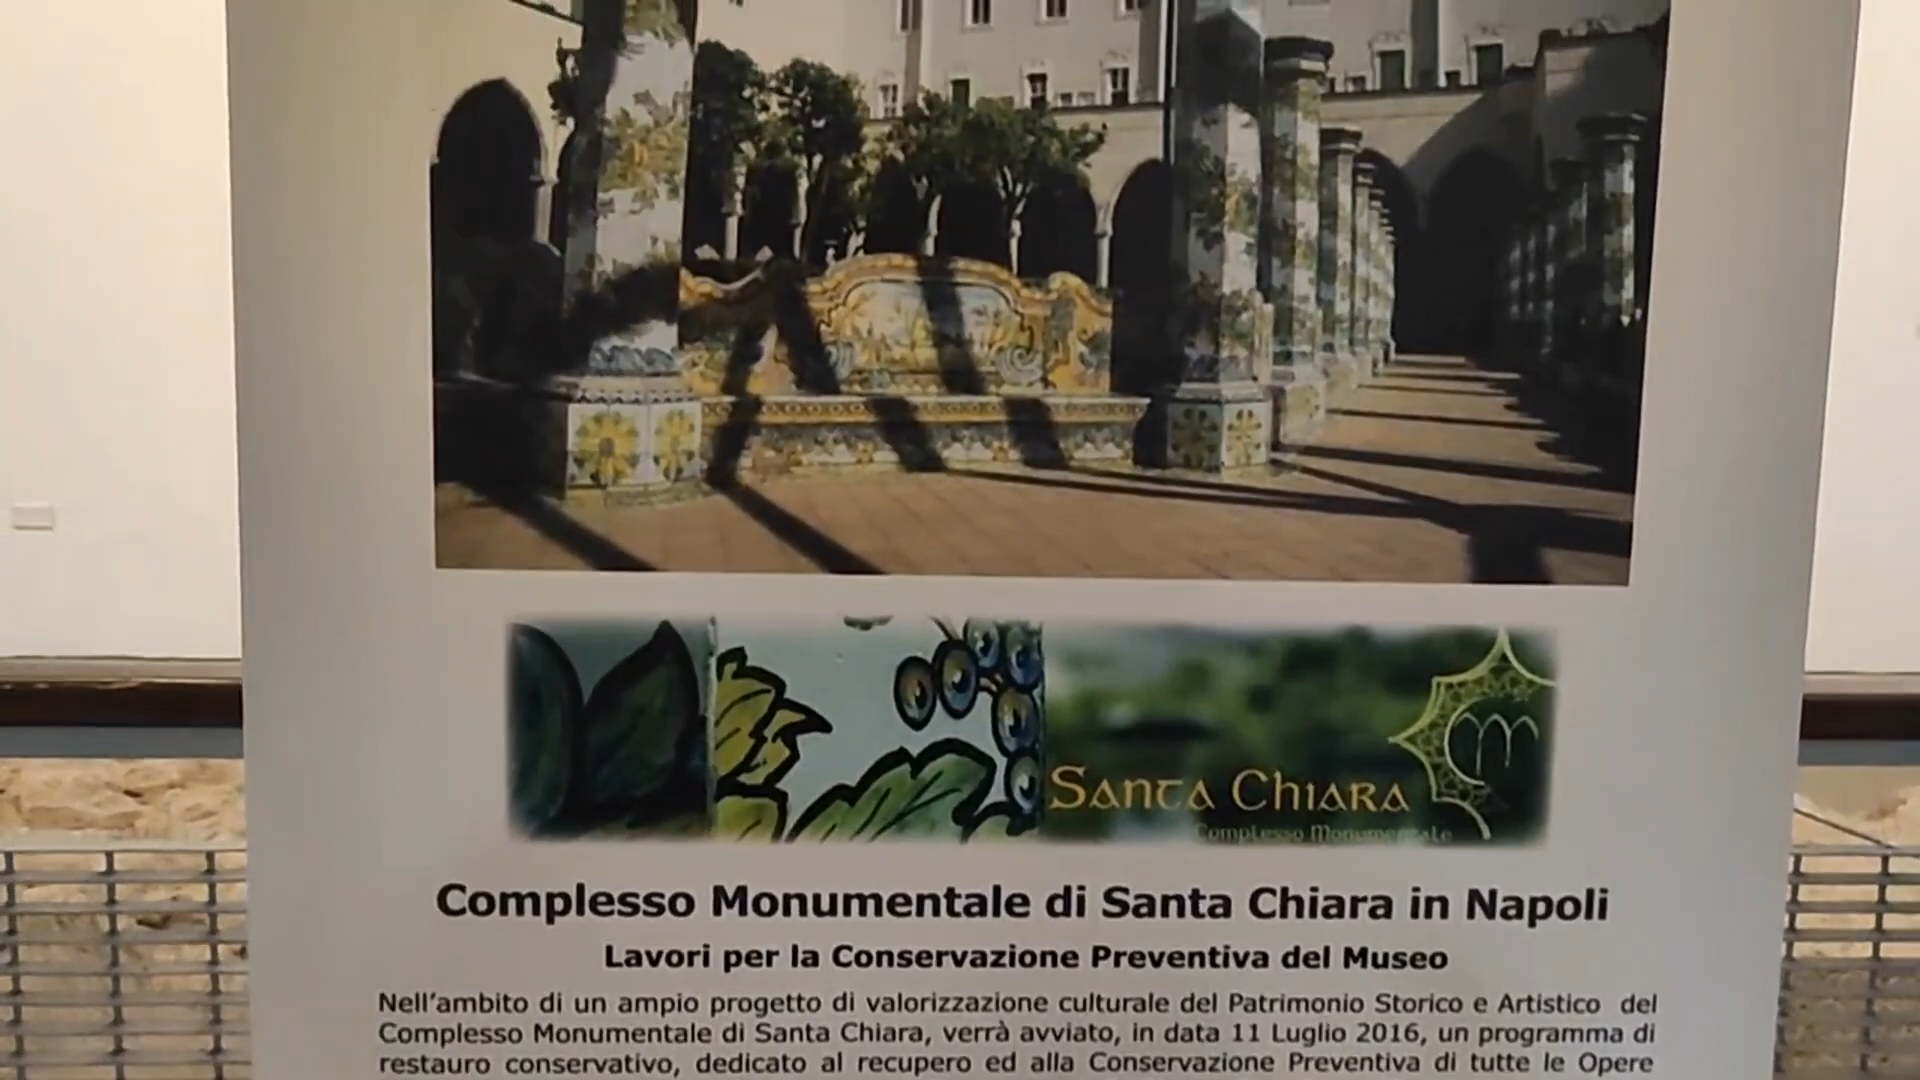 Santa Chiara
Complesso Monumentale
Complesso Monumentale di Santa Chiara in Napoli
Lavori per la Conservazione Preventiva del Museo
Nell'ambito di un ampio progetto di valorizzazione culturale del Patrimonio Storico e Artistico del
Complesso Monumentale di Santa Chiara, verrà avviato, in data 11 Luglio 2016, un programma di
restauro conservativo, dedicato al recupero ed alla Conservazione Preventiva di tutte le Opere